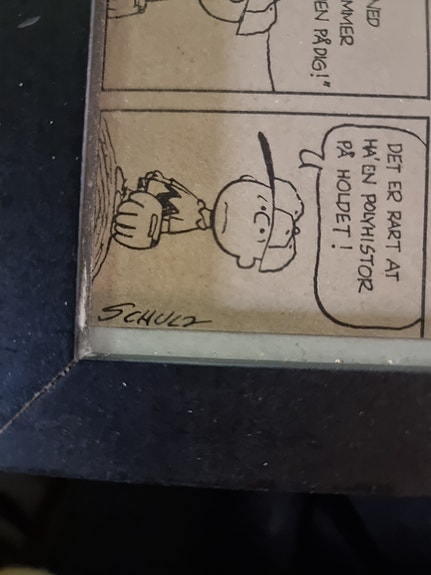 NED
MMER
EN PÅ DIG!"
DET ER RART AT
HA' EN POLYHISTOR
PÅ HOLDET!
SCHULZ